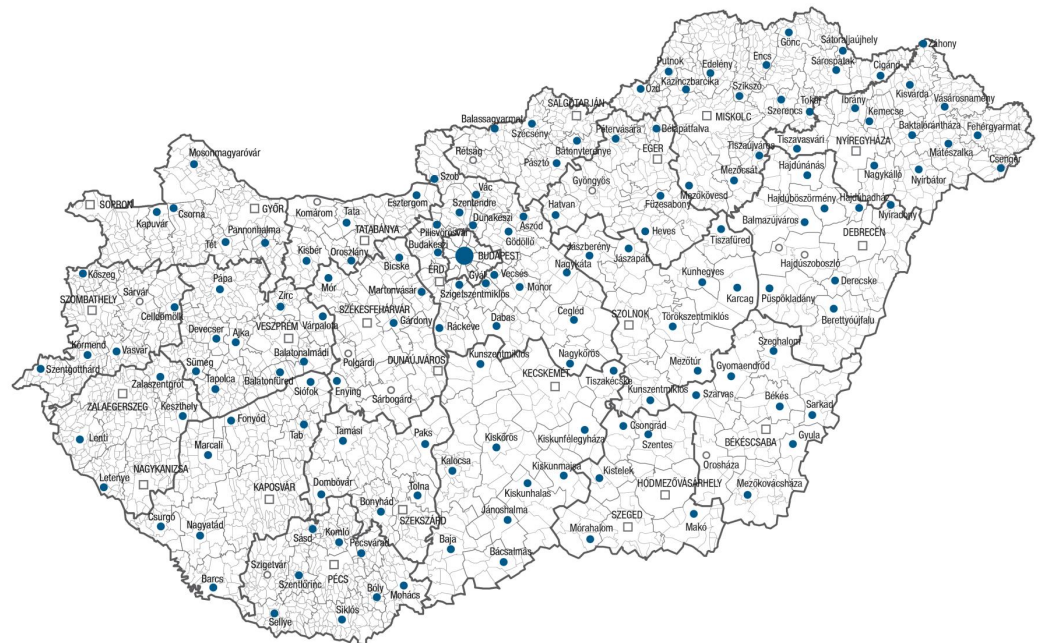 Gönc
Sátoraljaújhely
Záhony
Putnok
Edelény
Encs
Sárospatak
Cigánd
Kazinczbarcika
Ózd
Szikszó
Kisvárda
Ibrány
Tokaj
Szerencs
Kemecse
Vásárosnamény
SALGÓTARJÁN
MISKOLC
Balassagyarmat
Szécsény
Pétervására
Bélapátfalva
Baktalórántháza
Fehérgyarmat
Tiszavasvári
NYÍREGYHÁZA
Bátonyterenye
EGER
Tiszaújváros
Mátészalka
Mosonmagyaróvár
Rétság
Pásztó
Hajdúnánás
Nagykálló
Csenger
Szob
Gyöngyös
Mezőcsát
Nyírbátor
Mezőkövesd
Vác
Hatvan
Füzesabony
Hajdúböszörmény
Hajdúhadház
SOPRON
GYŐR
Esztergom
Szentendre
Nyíradony
Csorna
Kapuvár
Komárom
Tata
Dunakeszi
Aszód
Balmazújváros
Pannonhalma
TATABÁNYA
Pilisvörösvár
Gödöllő
Heves
Tiszafüred
DEBRECEN
Tét
Budakeszi
Kisbér
Oroszlány
BUDAPEST
Jászberény
Jászapáti
Hajdúszoboszló
Bicske
ÉRD
Gyál
Vecsés
Nagykáta
Kőszeg
Pápa
Mór
Szigetszentmiklós
Monor
Kunhegyes
Derecske
Sárvár
SZOMBATHELY
Martonvásár
Karcag
Püspökladány
Zirc
Celldömölk
SZÉKESFEHÉRVÁR
Várpalota
Gárdony
Dabas
Cegléd
SZOLNOK
Törökszentmiklós
Berettyóújfalu
Devecser
Ajka
VESZPRÉM
Ráckeve
Körmend
Vasvár
Szeghalom
Szentgotthárd
Balatonalmádi
Polgárdi
DUNAÚJVÁROS
Kunszentmiklós
Nagykőrös
Mezőtúr
Gyomaendrőd
Sümeg
Zalaszentgrót
Tapolca
Balatonfüred
KECSKEMÉT
Tiszakécske
ZALAEGERSZEG
Siófok
Enying
Sárbogárd
Kunszentmiklós
Szarvas
Békés
Keszthely
Sarkad
Fonyód
Csongrád
Lenti
Marcali
Tab
Tamási
Paks
Kiskőrös
Kiskunfélegyháza
Szentes
BÉKÉSCSABA
Gyula
Orosháza
NAGYKANIZSA
Kalocsa
Kiskunmajsa
Kistelek
Letenye
KAPOSVÁR
Dombóvár
Tolna
Kiskunhalas
HÓDMEZŐVÁSÁRHELY
Mezőkovácsháza
Bonyhád
SZEKSZÁRD
Jánoshalma
SZEGED
Csurgó
Nagyatád
Mórahalom
Makó
Sásd
Komló
Baja
Pécsvárad
Bácsalmás
Szigetvár
PÉCS
Szentlőrinc
Barcs
Bóly
Mohács
Sellye
Siklós